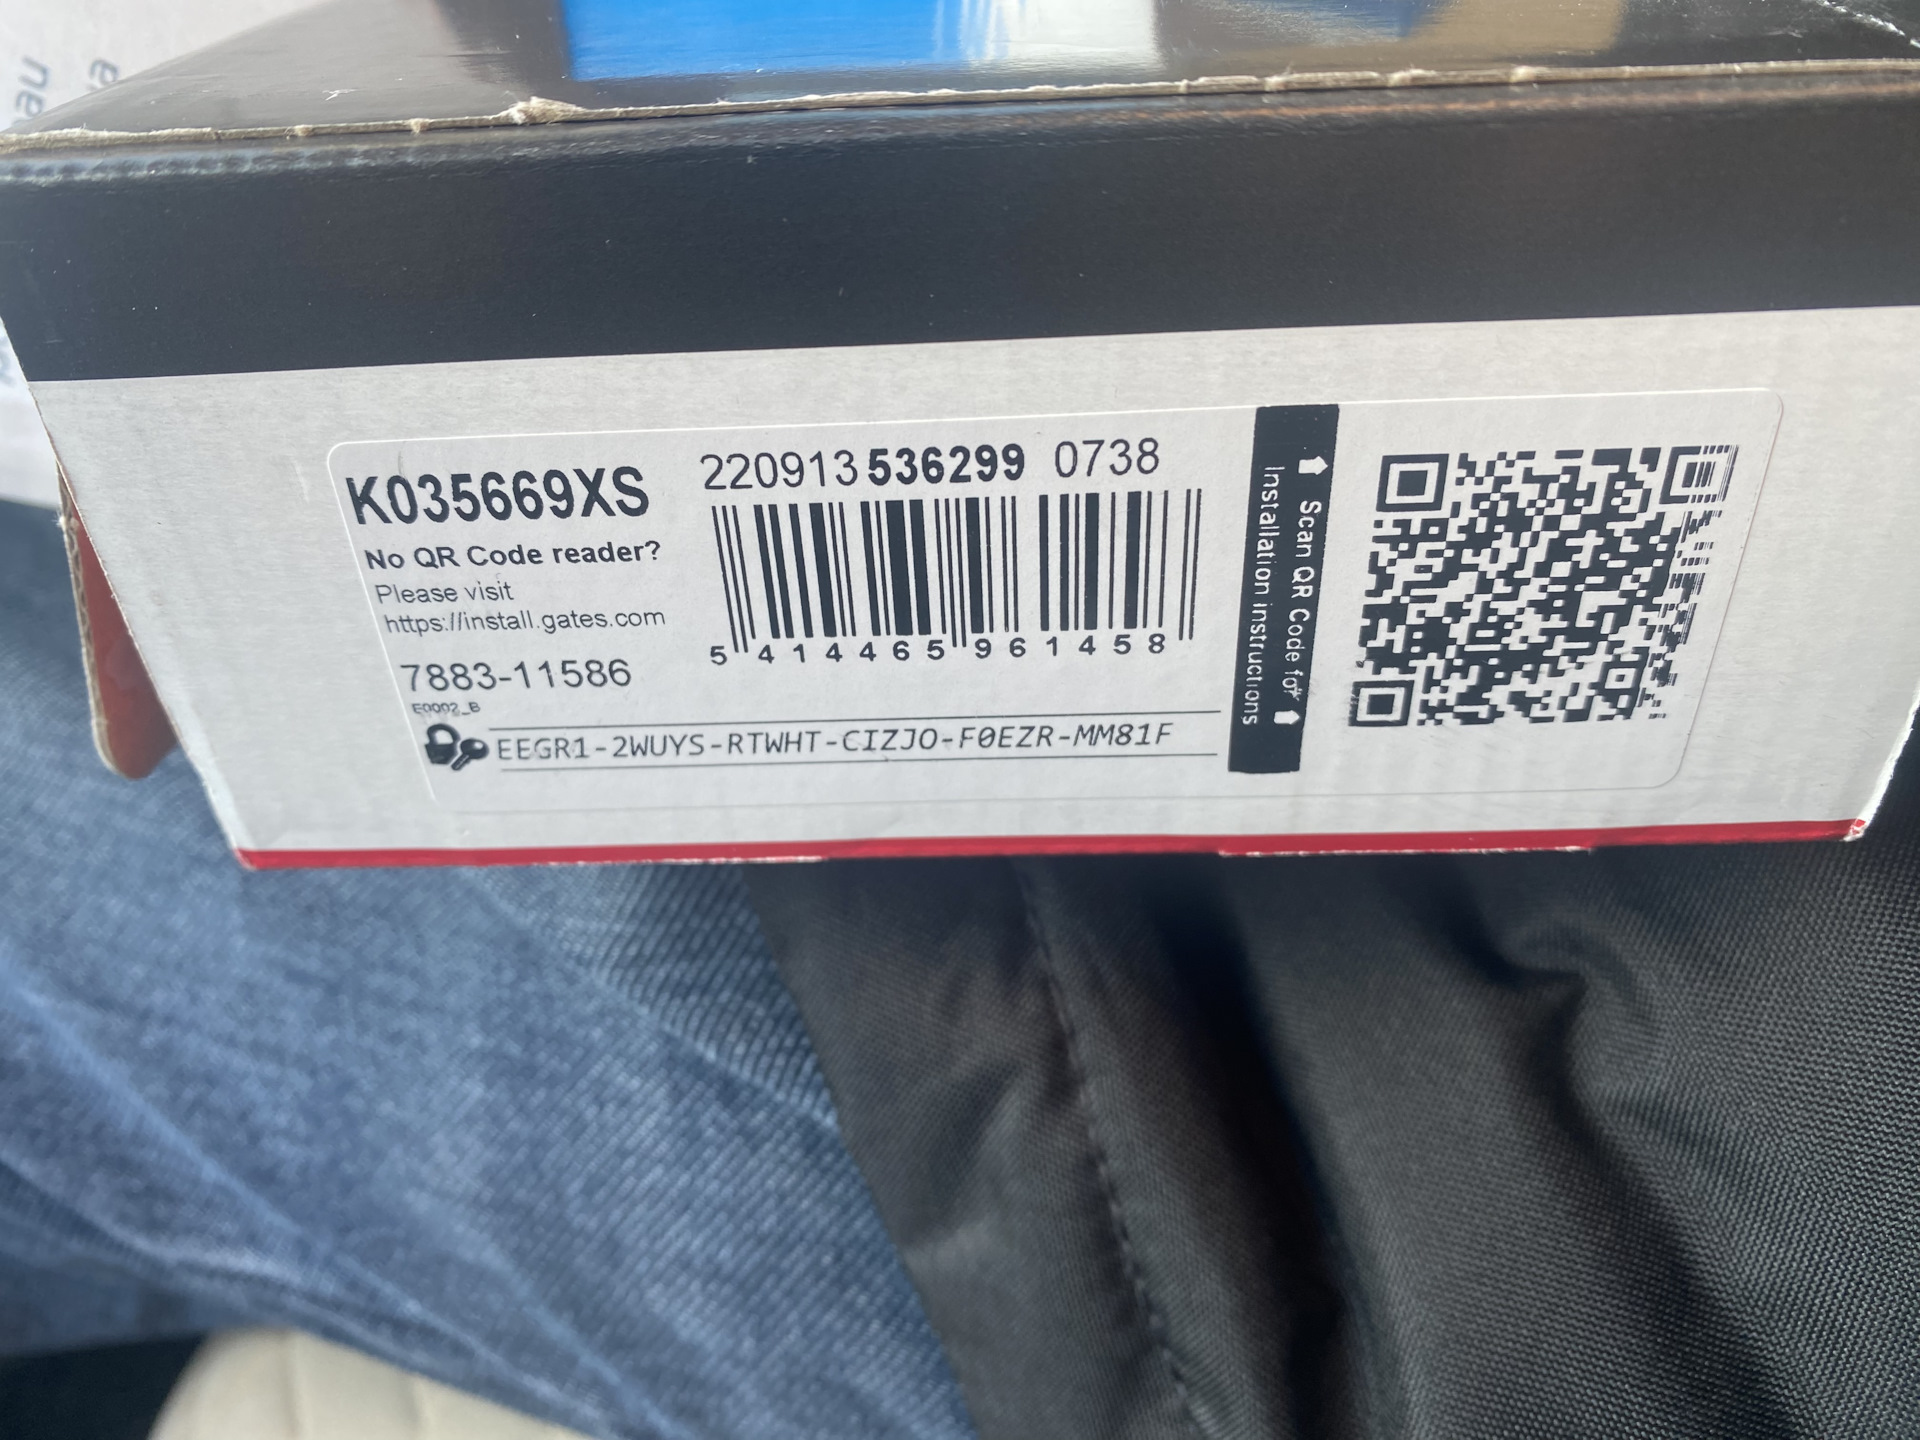 K035669XS
No QR Code reader?
Please visit
https://install.gates.com
7883-11586
E0002_B
220913 536299 0738
5 414465 961458
EEGR1-2WUYS-RTWHT-CIZJO-F0EZR-MM81F
Scan QR Code for
Installation instructions
au
a